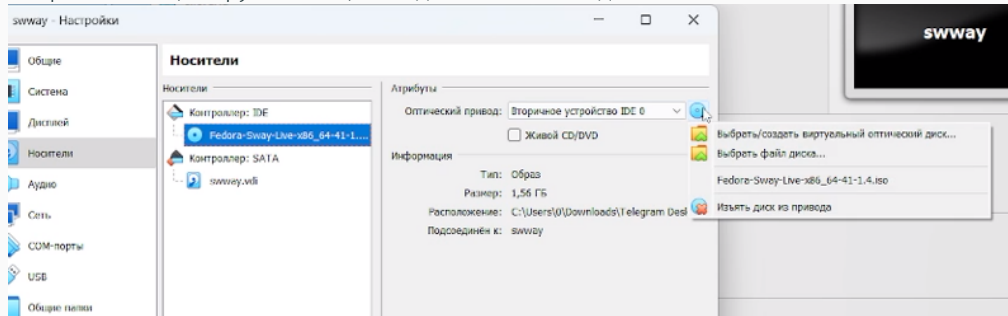 swway - Настройки
swway
Общие
Система
Дисплей
Носители
Аудио
Сеть
COM-порты
USB
Общие папки
Носители
Носители
Контроллер: IDE
Fedora-Sway-Live-x86_64-41-1....
Контроллер: SATA
swway.vdi
Атрибуты
Оптический привод: Вторичное устройство IDE 0
Живой CD/DVD
Информация
Тип: Образ
Размер: 1,56 ГБ
Расположение: C:\Users\0\Downloads\Telegram Desl
Подсоединён к: swway
Выбрать/создать виртуальный оптический диск...
Выбрать файл диска...
Fedora-Sway-Live-x86_64-41-1.4.iso
Изъять диск из привода